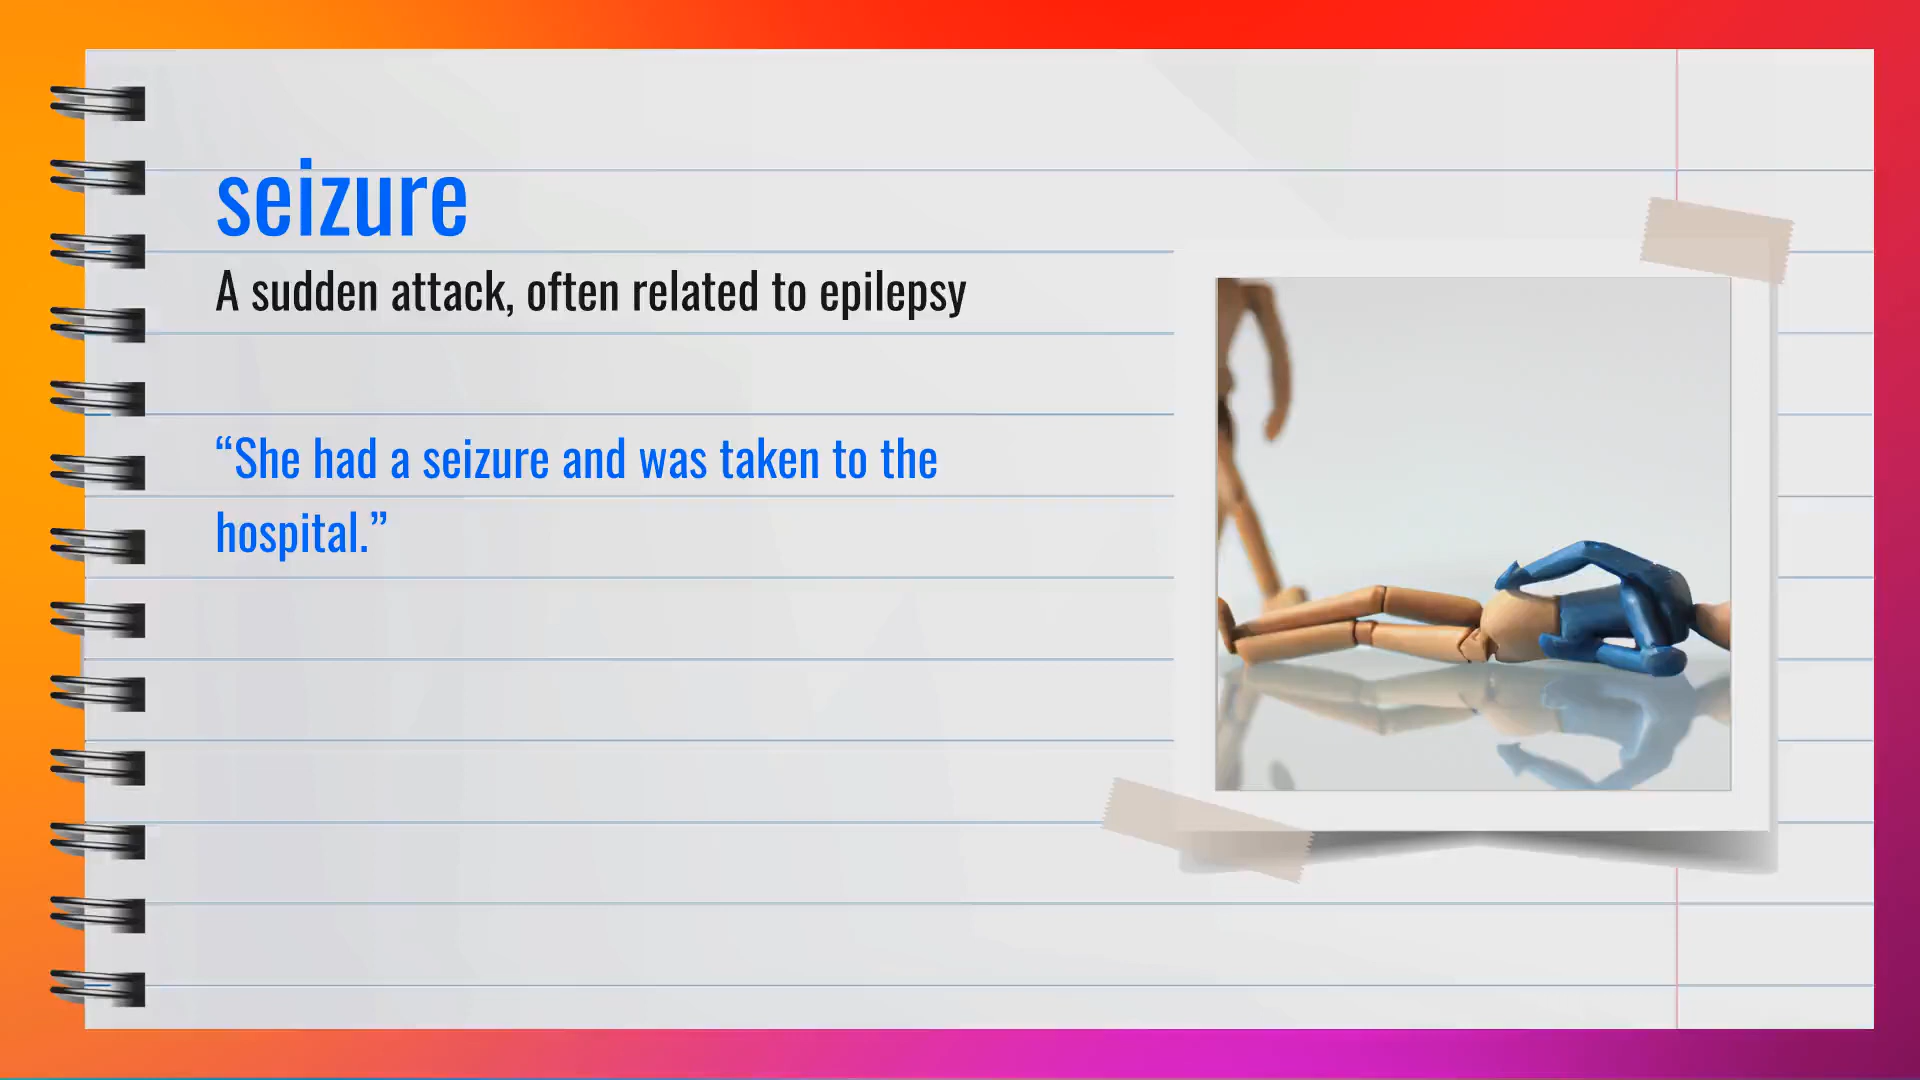 seizure
A sudden attack, often related to epilepsy
“She had a seizure and was taken to the
hospital.”